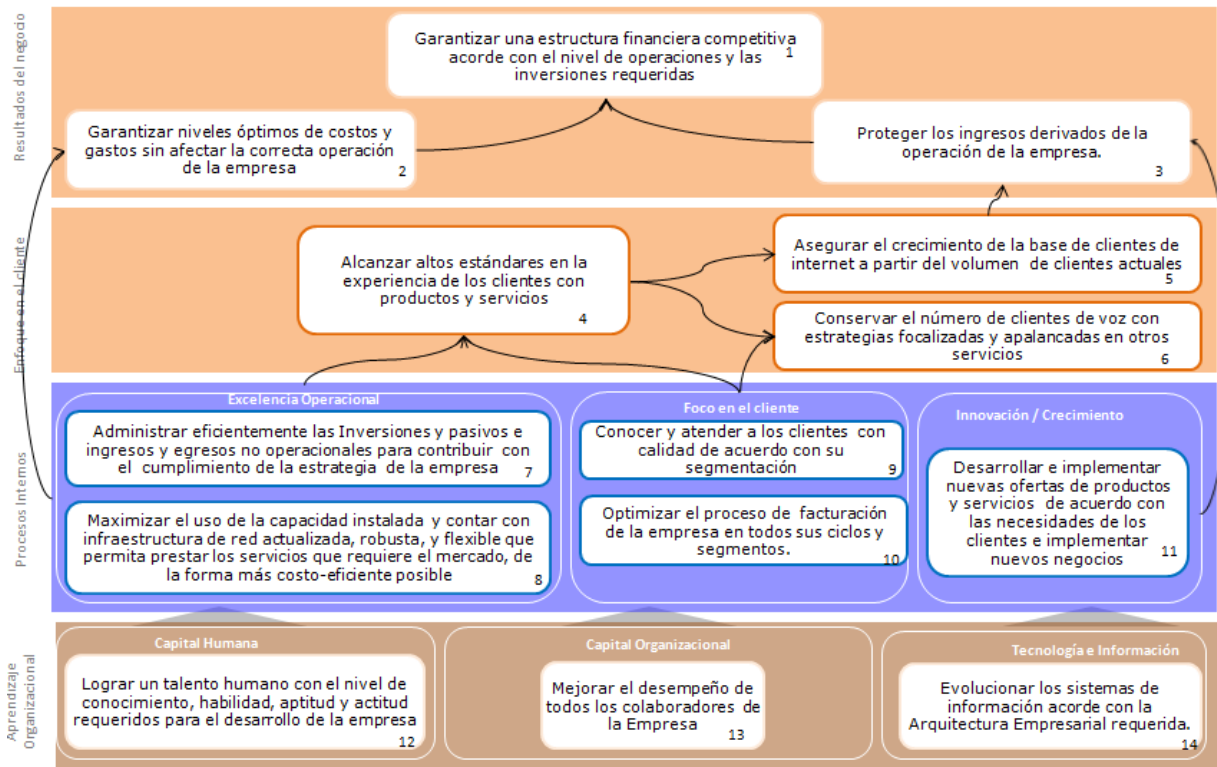 Resultados del negocio
Garantizar una estructura financiera competitiva
acorde con el nivel de operaciones y las
inversiones requeridas
1
Garantizar niveles óptimos de costos y
gastos sin afectar la correcta operación
de la empresa
2
Proteger los ingresos derivados de la
operación de la empresa.
3
Enfoque en el cliente
Alcanzar altos estándares en la
experiencia de los clientes con
productos y servicios
4
Asegurar el crecimiento de la base de clientes de
internet a partir del volumen de clientes actuales
5
Conservar el número de clientes de voz con
estrategias focalizadas y apalancadas en otros
servicios
6
Procesos Internos
Excelencia Operacional
Administrar eficientemente las Inversiones y pasivos e
ingresos y egresos no operacionales para contribuir con
el cumplimiento de la estrategia de la empresa
7
Maximizar el uso de la capacidad instalada y contar con
infraestructura de red actualizada, robusta, y flexible que
permita prestar los servicios que requiere el mercado, de
la forma más costo-eficiente posible
8
Foco en el cliente
Conocer y atender a los clientes con
calidad de acuerdo con su
segmentación
9
Optimizar el proceso de facturación
de la empresa en todos sus ciclos y
segmentos.
10
Innovación / Crecimiento
Desarrollar e implementar
nuevas ofertas de productos
y servicios de acuerdo con
las necesidades de los
clientes e implementar
nuevos negocios
11
Aprendizaje
Organizacional
Capital Humana
Lograr un talento humano con el nivel de
conocimiento, habilidad, aptitud y actitud
requeridos para el desarrollo de la empresa
12
Capital Organizacional
Mejorar el desempeño de
todos los colaboradores de
la Empresa
13
Tecnología e Información
Evolucionar los sistemas de
información acorde con la
Arquitectura Empresarial requerida.
14